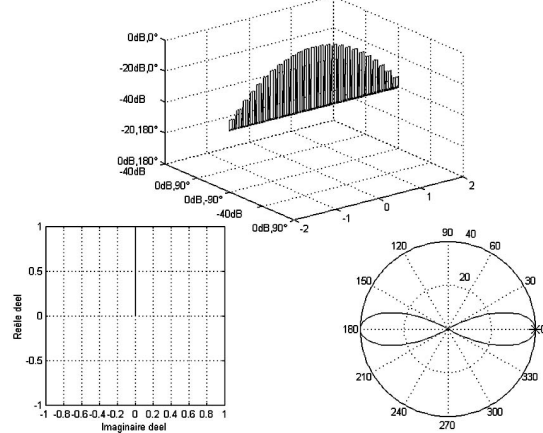 0dB,0°
-20dB,0°
-40dB
-20,180°
0dB,180°
-40dB
0dB,90°
0dB,-90°
-40dB
0dB,90°
-2
-1
0
1
2
1
0.5
0
-0.5
-1
-1 -0.8-0.6-0.4-0.2 0 0.2 0.4 0.6 0.8 1
Reële deel
Imaginaire deel
90 40
120 60
20
150 30
180
210 330
240 300
270